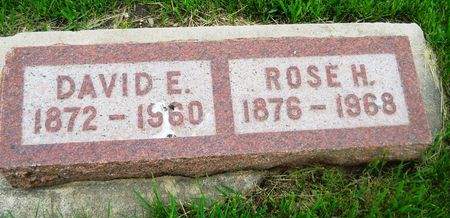 DAVID E.
1872 - 1960
ROSE H.
1876 - 1968